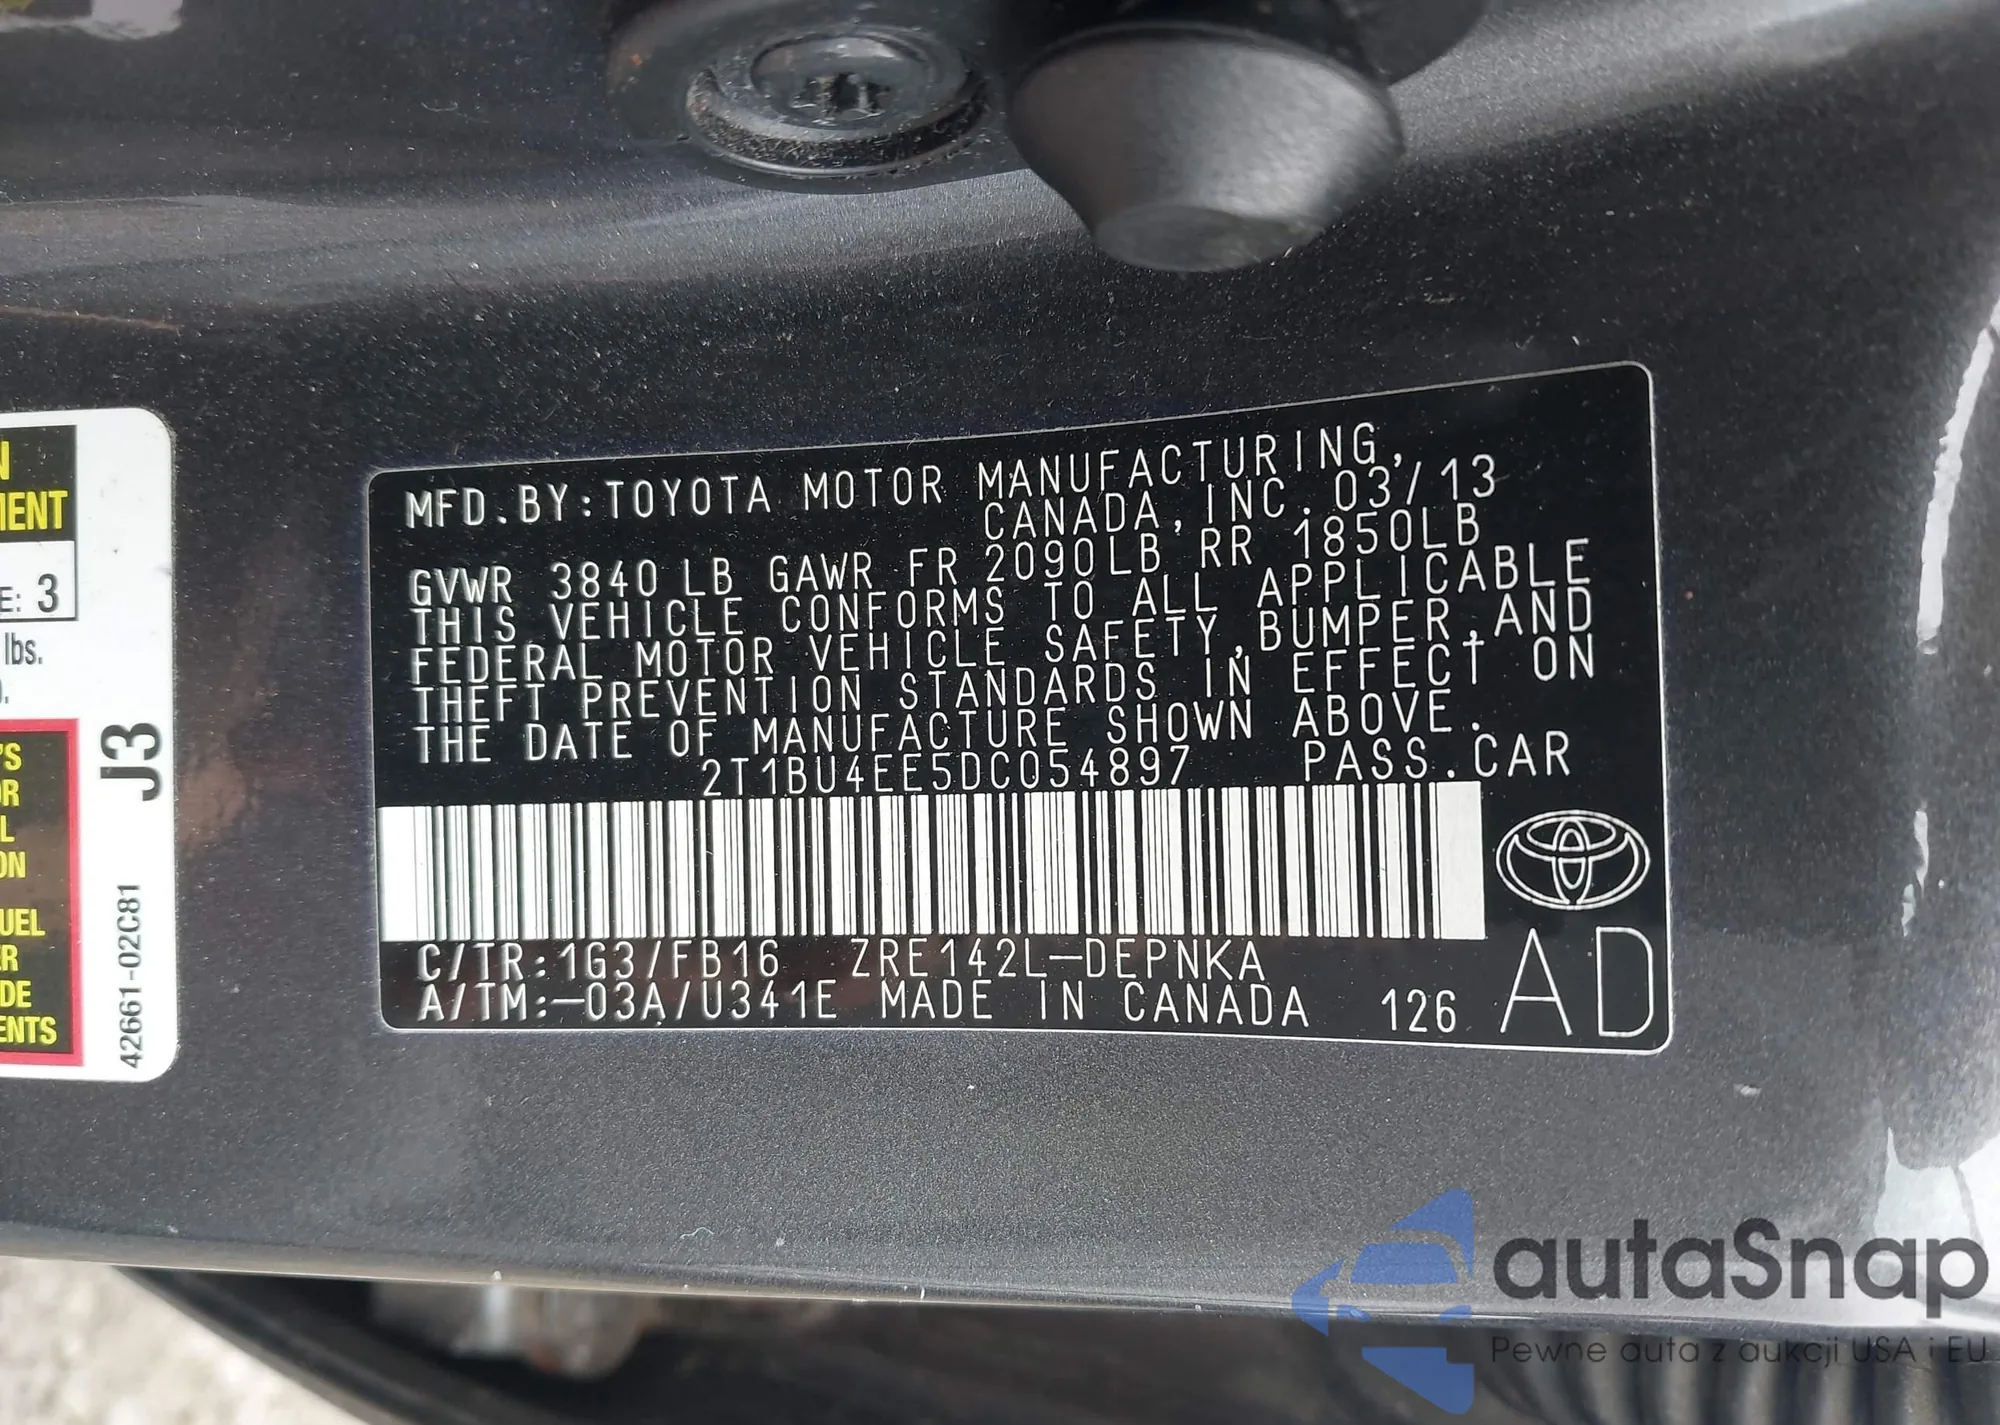 MFD.BY:TOYOTA MOTOR MANUFACTURING,
CANADA,INC. 03/13
GVWR 3840 LB GAWR FR 2090LB RR 1850LB
THIS VEHICLE CONFORMS TO ALL APPLICABLE
FEDERAL MOTOR VEHICLE SAFETY,BUMPER,AND
THEFT PREVENTION STANDARDS IN EFFECT ON
THE DATE OF MANUFACTURE SHOWN ABOVE.
2T1BU4EE5DC054897 PASS.CAR
C/TR:1G3/FB16 ZRE142L-DEPNKA
A/TM:-03A/U341E MADE IN CANADA 126 AD
E: 3
lbs.
J3
42661-02C81
autaSnap
Pewne auta z aukcji USA i EU